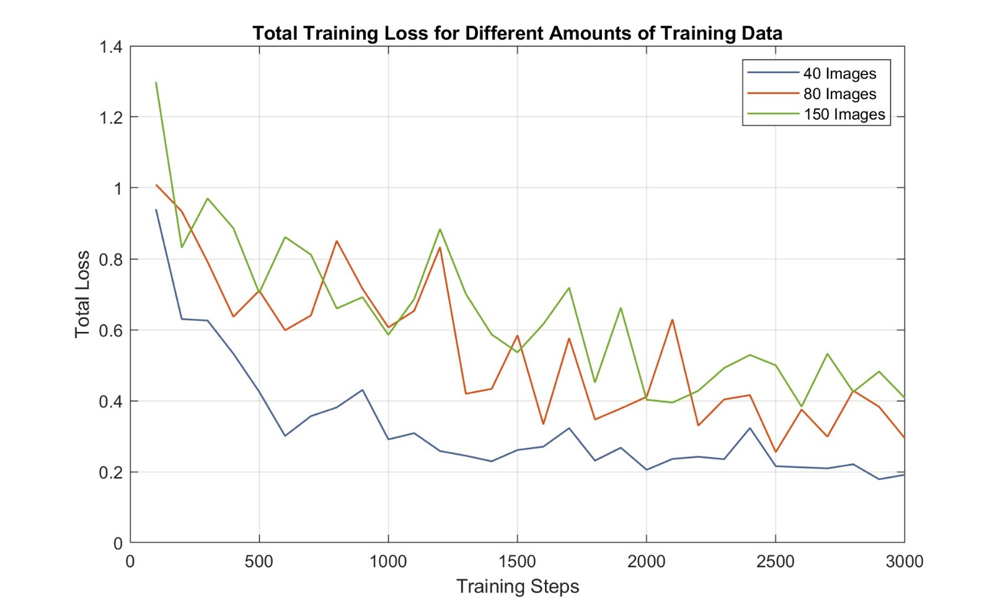 Total Training Loss for Different Amounts of Training Data
1.4
1.2
1
0.8
0.6
0.4
0.2
0
Total Loss
40 Images
80 Images
150 Images
0 500 1000 1500 2000 2500 3000
Training Steps